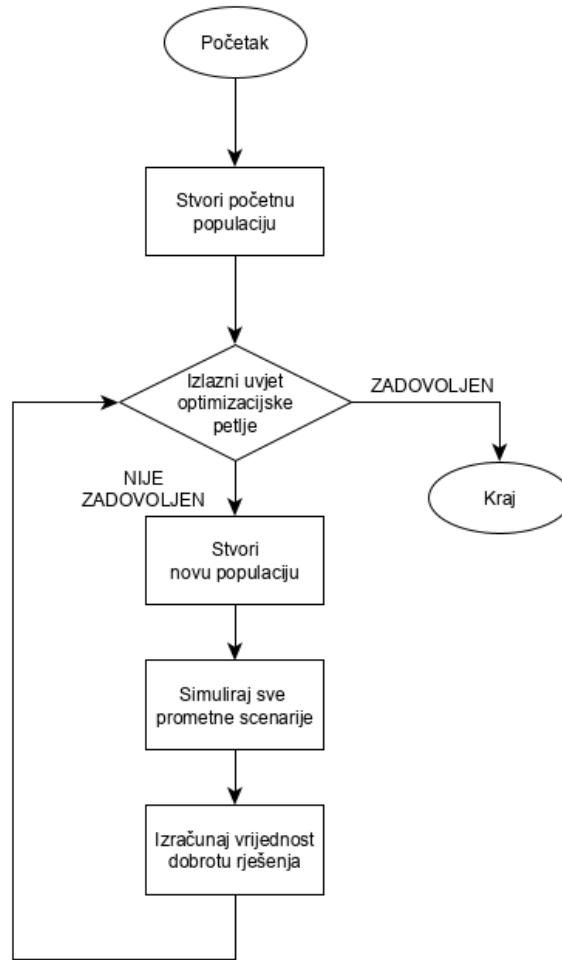 Početak
Stvori početnu
populaciju
Izlazni uvjet
optimizacijske
petlje
ZADOVOLJEN
NIJE
ZADOVOLJEN
Kraj
Stvori
novu populaciju
Simuliraj sve
prometne scenarije
Izračunaj vrijednost
dobrotu rješenja